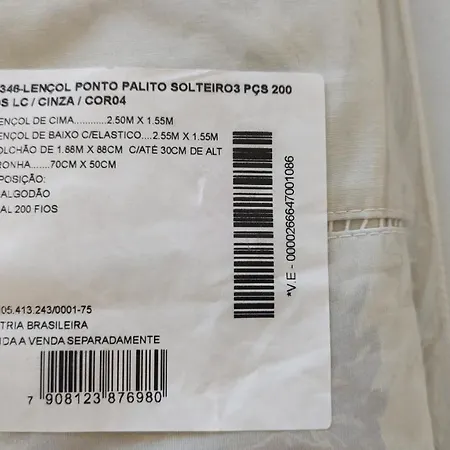 346-LENÇOL PONTO PALITO SOLTEIRO3 PÇS 200
OS LC / CINZA / COR04
ENÇOL DE CIMA............2.50M X 1.55M
ENÇOL DE BAIXO C/ELASTICO....2.55M X 1.55M
OLCHÃO DE 1.88M X 88CM C/ATÉ 30CM DE ALT
RONHA.......70CM X 50CM
POSIÇÃO:
ALGODÃO
AL 200 FIOS
*V.E - 0000266647001086
05.413.243/0001-75
TRIA BRASILEIRA
DA A VENDA SEPARADAMENTE
7 908123 876980